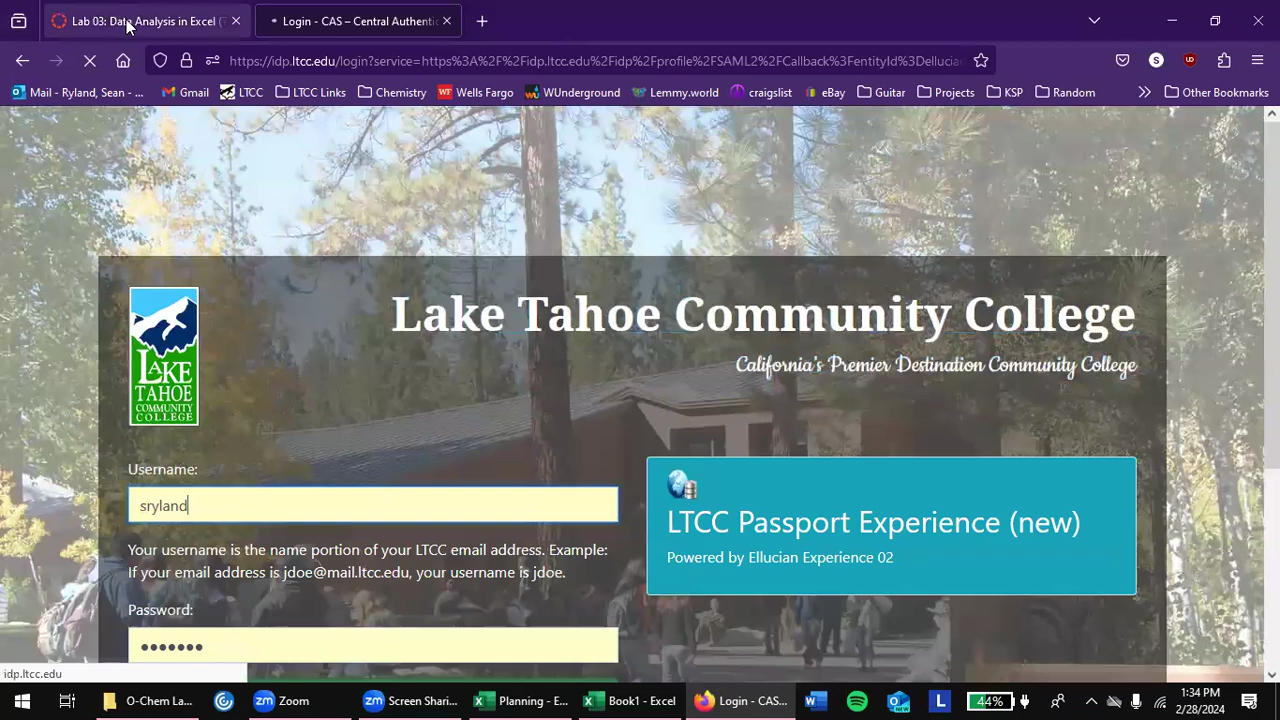 Lab 03: Data Analysis in Excel (
Login - CAS – Central Authentic
https://idp.ltcc.edu/login?service=https%3A%2F%2Fidp.ltcc.edu%2Fidp%2Fprofile%2FSAML2%2FCallback%3FentityId%3Dellucian
Mail - Ryland, Sean - ...
Gmail
LTCC
LTCC Links
Chemistry
Wells Fargo
WUnderground
Lemmy.world
craigslist
eBay
Guitar
Projects
KSP
Random
Other Bookmarks
Lake Tahoe Community College
California's Premier Destination Community College
LAKE
TAHOE
COMMUNITY
COLLEGE
Username:
sryland
Your username is the name portion of your LTCC email address. Example:
If your email address is jdoe@mail.ltcc.edu, your username is jdoe.
Password:
•••••••
LTCC Passport Experience (new)
Powered by Ellucian Experience 02
idp.ltcc.edu
O-Chem La...
Zoom
Screen Shari...
Planning - E...
Book1 - Excel
Login - CAS...
44%
1:34 PM
2/28/2024